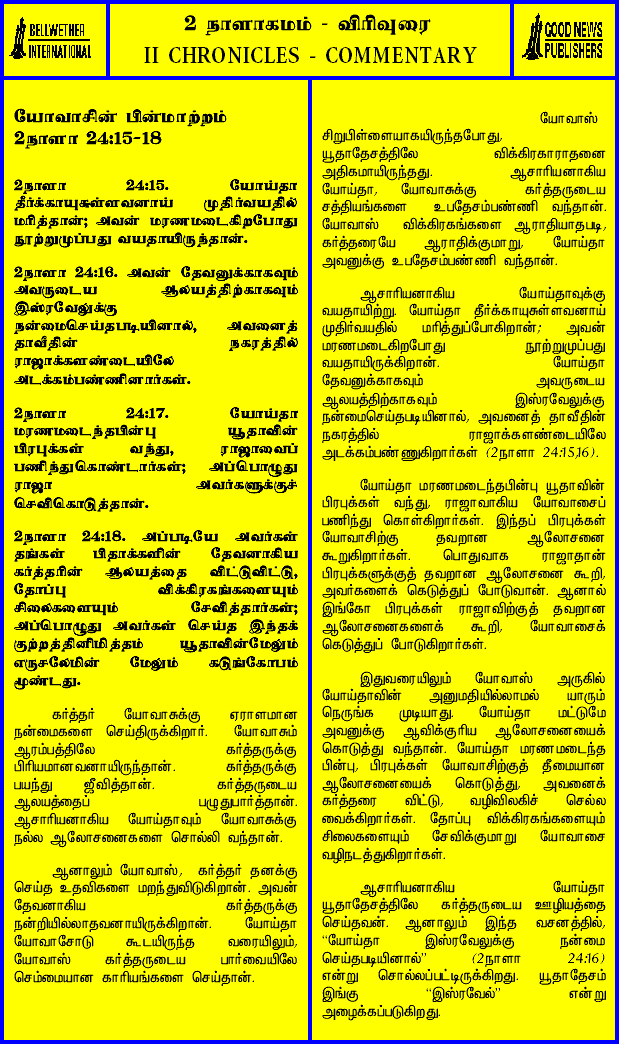 BELLWETHER
INTERNATIONAL
2 நாளாகமம் - விரிவுரை
II CHRONICLES - COMMENTARY
GOOD NEWS
PUBLISHERS
யோவாசின் பின்மாற்றம்
2நாளா 24:15-18
2நாளா 24:15. யோய்தா
தீர்க்காயுசுள்ளவனாய் முதிர்வயதில்
மரித்தான்; அவன் மரணமடைகிறபோது
நூற்றுமுப்பது வயதாயிருந்தான்.
2நாளா 24:16. அவன் தேவனுக்காகவும்
அவருடைய ஆலயத்திற்காகவும்
இஸ்ரவேலுக்கு
நன்மைசெய்தபடியினால், அவனைத்
தாவீதின் நகரத்தில்
ராஜாக்களண்டையிலே
அடக்கம்பண்ணினார்கள்.
2நாளா 24:17. யோய்தா
மரணமடைந்தபின்பு யூதாவின்
பிரபுக்கள் வந்து, ராஜாவைப்
பணிந்துகொண்டார்கள்; அப்பொழுது
ராஜா அவர்களுக்குச்
செவிகொடுத்தான்.
2நாளா 24:18. அப்படியே அவர்கள்
தங்கள் பிதாக்களின் தேவனாகிய
கர்த்தரின் ஆலயத்தை விட்டுவிட்டு,
தோப்பு விக்கிரகங்களையும்
சிலைகளையும் சேவித்தார்கள்;
அப்பொழுது அவர்கள் செய்த இந்தக்
குற்றத்தினிமித்தம் யூதாவின்மேலும்
எருசலேமின் மேலும் கடுங்கோபம்
மூண்டது.
கர்த்தர் யோவாசுக்கு ஏராளமான
நன்மைகளை செய்திருக்கிறார். யோவாசும்
ஆரம்பத்திலே கர்த்தருக்கு
பிரியமானவனாயிருந்தான். கர்த்தருக்கு
பயந்து ஜீவித்தான். கர்த்தருடைய
ஆலயத்தைப் பழுதுபார்த்தான்.
ஆசாரியனாகிய யோய்தாவும் யோவாசுக்கு
நல்ல ஆலோசனைகளை சொல்லி வந்தான்.
ஆனாலும் யோவாஸ், கர்த்தர் தனக்கு
செய்த உதவிகளை மறந்துவிடுகிறான். அவன்
தேவனாகிய கர்த்தருக்கு
நன்றியில்லாதவனாயிருக்கிறான். யோய்தா
யோவாசோடு கூடயிருந்த வரையிலும்,
யோவாஸ் கர்த்தருடைய பார்வையிலே
செம்மையான காரியங்களை செய்தான்.
யோவாஸ்
சிறுபிள்ளையாகயிருந்தபோது,
யூதாதேசத்திலே விக்கிரகாராதனை
அதிகமாயிருந்தது. ஆசாரியனாகிய
யோய்தா, யோவாசுக்கு கர்த்தருடைய
சத்தியங்களை உபதேசம்பண்ணி வந்தான்.
யோவாஸ் விக்கிரகங்களை ஆராதியாதபடி,
கர்த்தரையே ஆராதிக்குமாறு, யோய்தா
அவனுக்கு உபதேசம்பண்ணி வந்தான்.
ஆசாரியனாகிய யோய்தாவுக்கு
வயதாயிற்று. யோய்தா தீர்க்காயுசுள்ளவனாய்
முதிர்வயதில் மரித்துப்போகிறான்; அவன்
மரணமடைகிறபோது நூற்றுமுப்பது
வயதாயிருக்கிறான். யோய்தா
தேவனுக்காகவும் அவருடைய
ஆலயத்திற்காகவும் இஸ்ரவேலுக்கு
நன்மைசெய்தபடியினால், அவனைத் தாவீதின்
நகரத்தில் ராஜாக்களண்டையிலே
அடக்கம்பண்ணுகிறார்கள் (2நாளா 24:15,16).
யோய்தா மரணமடைந்தபின்பு யூதாவின்
பிரபுக்கள் வந்து, ராஜாவாகிய யோவாசைப்
பணிந்து கொள்கிறார்கள். இந்தப் பிரபுக்கள்
யோவாசிற்கு தவறான ஆலோசனை
கூறுகிறார்கள். பொதுவாக ராஜாதான்
பிரபுக்களுக்குத் தவறான ஆலோசனை கூறி,
அவர்களைக் கெடுத்துப் போடுவான். ஆனால்
இங்கோ பிரபுக்கள் ராஜாவிற்குத் தவறான
ஆலோசனைகளைக் கூறி, யோவாசைக்
கெடுத்துப் போடுகிறார்கள்.
இதுவரையிலும் யோவாஸ் அருகில்
யோய்தாவின் அனுமதியில்லாமல் யாரும்
நெருங்க முடியாது. யோய்தா மட்டுமே
அவனுக்கு ஆவிக்குரிய ஆலோசனையைக்
கொடுத்து வந்தான். யோய்தா மரணமடைந்த
பின்பு, பிரபுக்கள் யோவாசிற்குத் தீமையான
ஆலோசனையைக் கொடுத்து, அவனைக்
கர்த்தரை விட்டு, வழிவிலகிச் செல்ல
வைக்கிறார்கள். தோப்பு விக்கிரகங்களையும்
சிலைகளையும் சேவிக்குமாறு யோவாசை
வழிநடத்துகிறார்கள்.
ஆசாரியனாகிய யோய்தா
யூதாதேசத்திலே கர்த்தருடைய ஊழியத்தை
செய்தவன். ஆனாலும் இந்த வசனத்தில்,
“யோய்தா இஸ்ரவேலுக்கு நன்மை
செய்தபடியினால்” (2நாளா 24:16)
என்று சொல்லப்பட்டிருக்கிறது. யூதாதேசம்
இங்கு “இஸ்ரவேல்” என்று
அழைக்கப்படுகிறது.